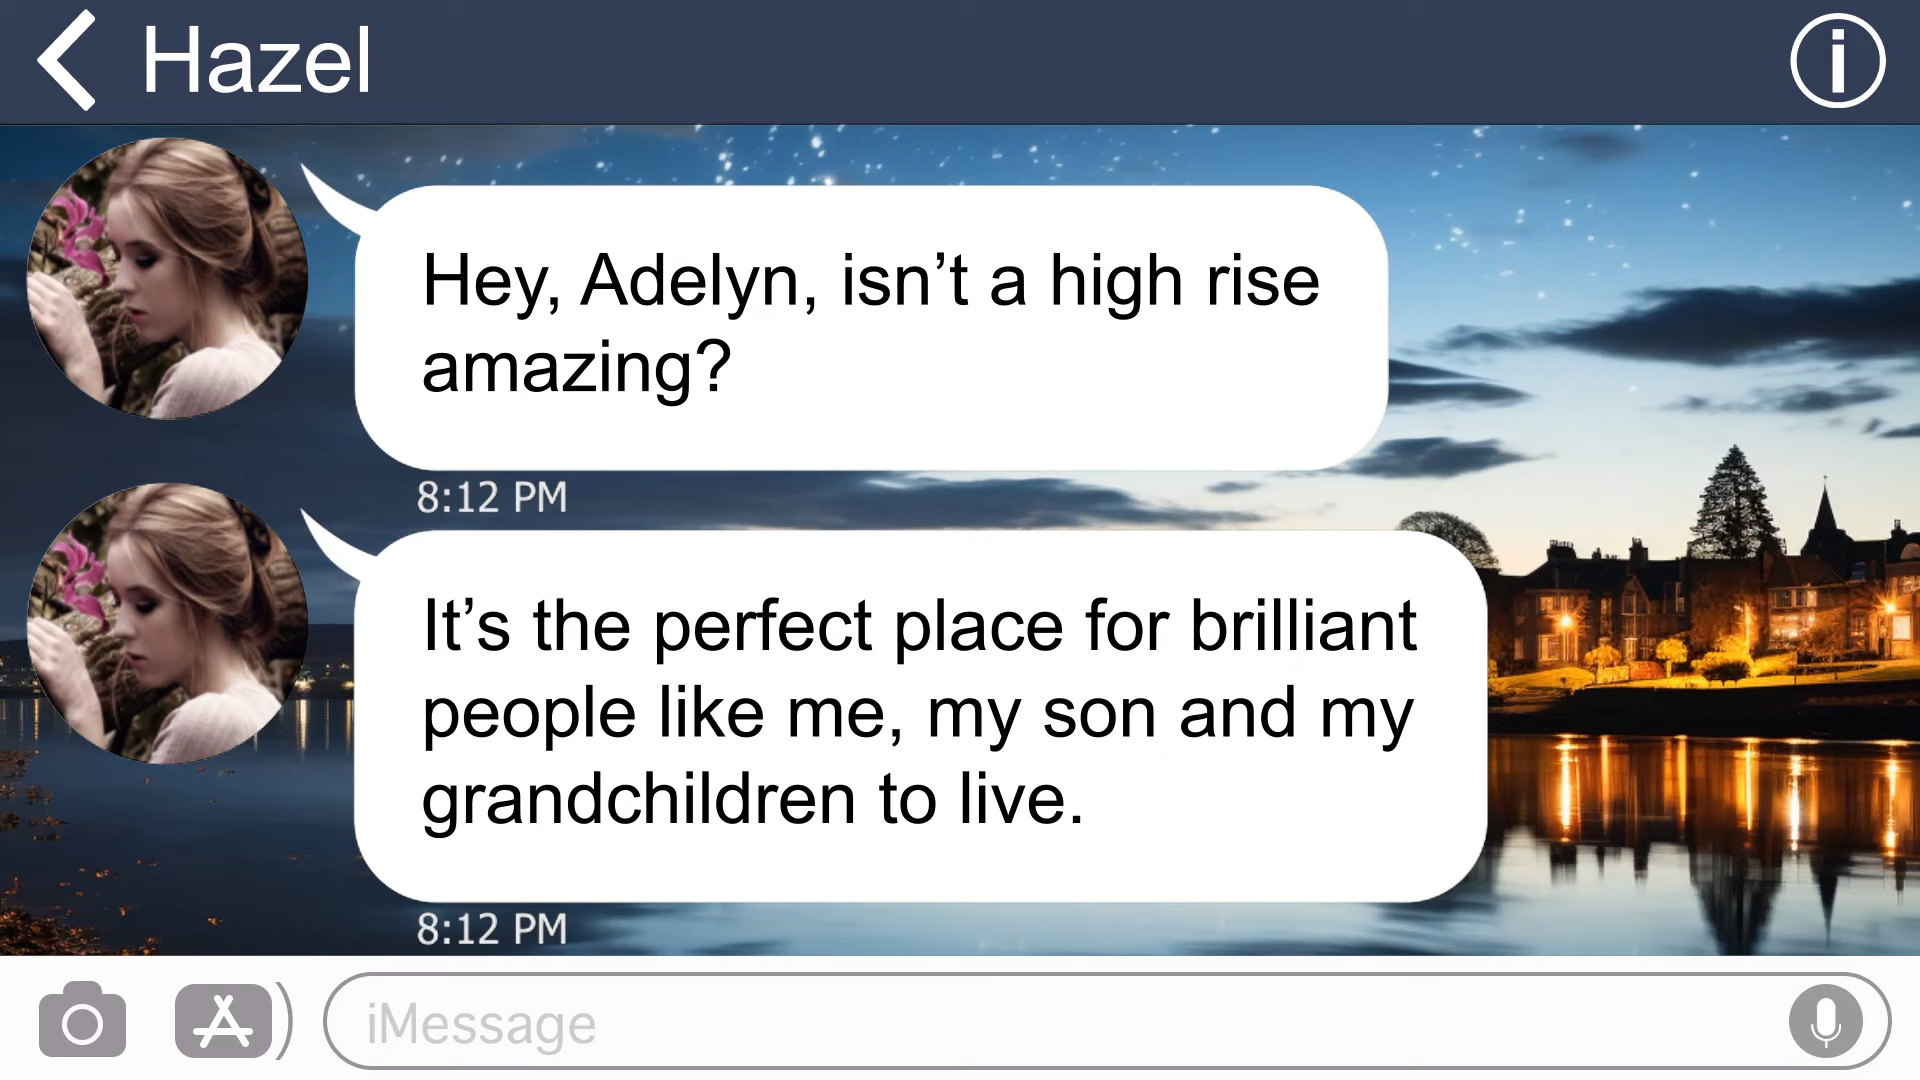 Hazel
Hey, Adelyn, isn’t a high rise
amazing?
8:12 PM
It’s the perfect place for brilliant
people like me, my son and my
grandchildren to live.
8:12 PM
iMessage